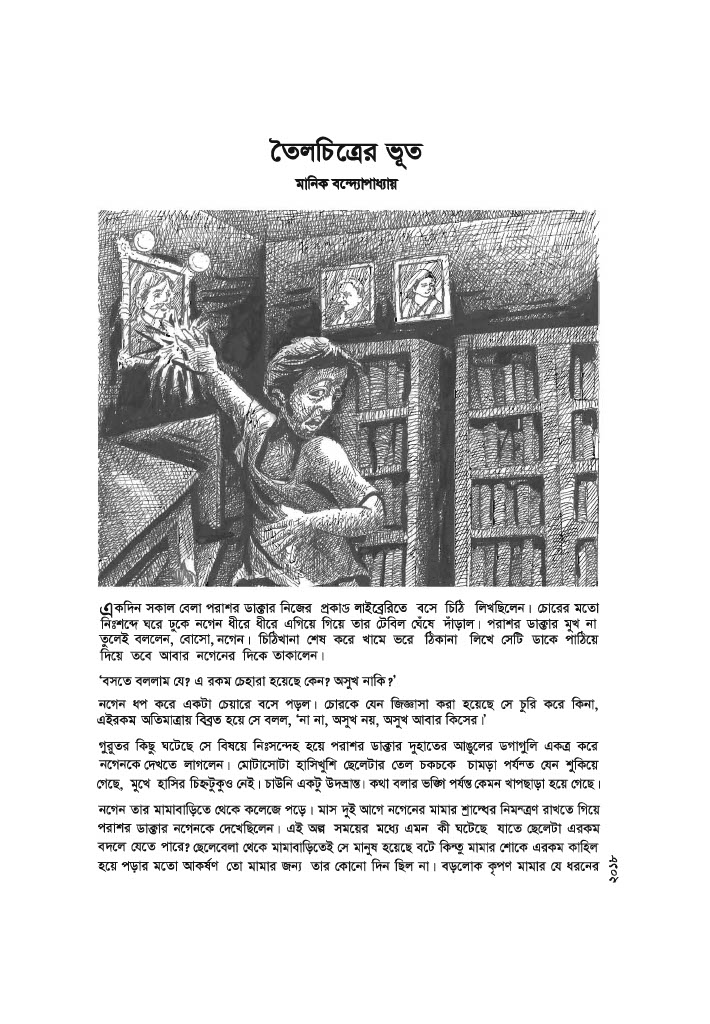 তৈলচিত্রের ভূত
মানিক বন্দ্যোপাধ্যায়
একদিন সকাল বেলা পরাশর ডাক্তার নিজের প্রকাণ্ড লাইব্রেরিতে বসে চিঠি লিখছিলেন। চোরের মতো
নিঃশব্দে ঘরে ঢুকে নগেন ধীরে ধীরে এগিয়ে গিয়ে তার টেবিল ঘেঁষে দাঁড়াল। পরাশর ডাক্তার মুখ না
তুলেই বললেন, বোসো, নগেন। চিঠিখানা শেষ করে খামে ভরে ঠিকানা লিখে সেটি ডাকে পাঠিয়ে
দিয়ে তবে আবার নগেনের দিকে তাকালেন।
‘বসতে বললাম যে? এ রকম চেহারা হয়েছে কেন? অসুখ নাকি?’
নগেন ধপ করে একটা চেয়ারে বসে পড়ল। চোরকে যেন জিজ্ঞাসা করা হয়েছে সে চুরি করে কিনা,
এইরকম অতিমাত্রায় বিব্রত হয়ে সে বলল, ‘না না, অসুখ নয়, অসুখ আবার কিসের।’
গুরুতর কিছু ঘটেছে সে বিষয়ে নিঃসন্দেহ হয়ে পরাশর ডাক্তার দুহাতের আঙুলের ডগাগুলি একত্র করে
নগেনকে দেখতে লাগলেন। মোটাসোটা হাসিখুশি ছেলেটার তেল চকচকে চামড়া পর্যন্ত যেন শুকিয়ে
গেছে, মুখে হাসির চিহ্নটুকুও নেই। চাউনি একটু উদভ্রান্ত। কথা বলার ভঙ্গি পর্যন্ত কেমন খাপছাড়া হয়ে গেছে।
নগেন তার মামাবাড়িতে থেকে কলেজে পড়ে। মাস দুই আগে নগেনের মামার শ্রাদ্ধের নিমন্ত্রণ রাখতে গিয়ে
পরাশর ডাক্তার নগেনকে দেখেছিলেন। এই অল্প সময়ের মধ্যে এমন কী ঘটেছে যাতে ছেলেটা এরকম
বদলে যেতে পারে? ছেলেবেলা থেকে মামাবাড়িতেই সে মানুষ হয়েছে বটে কিন্তু মামার শোকে এরকম কাহিল
হয়ে পড়ার মতো আকর্ষণ তো মামার জন্য তার কোনো দিন ছিল না। বড়লোক কৃপণ মামার যে ধরনের
২০১৮